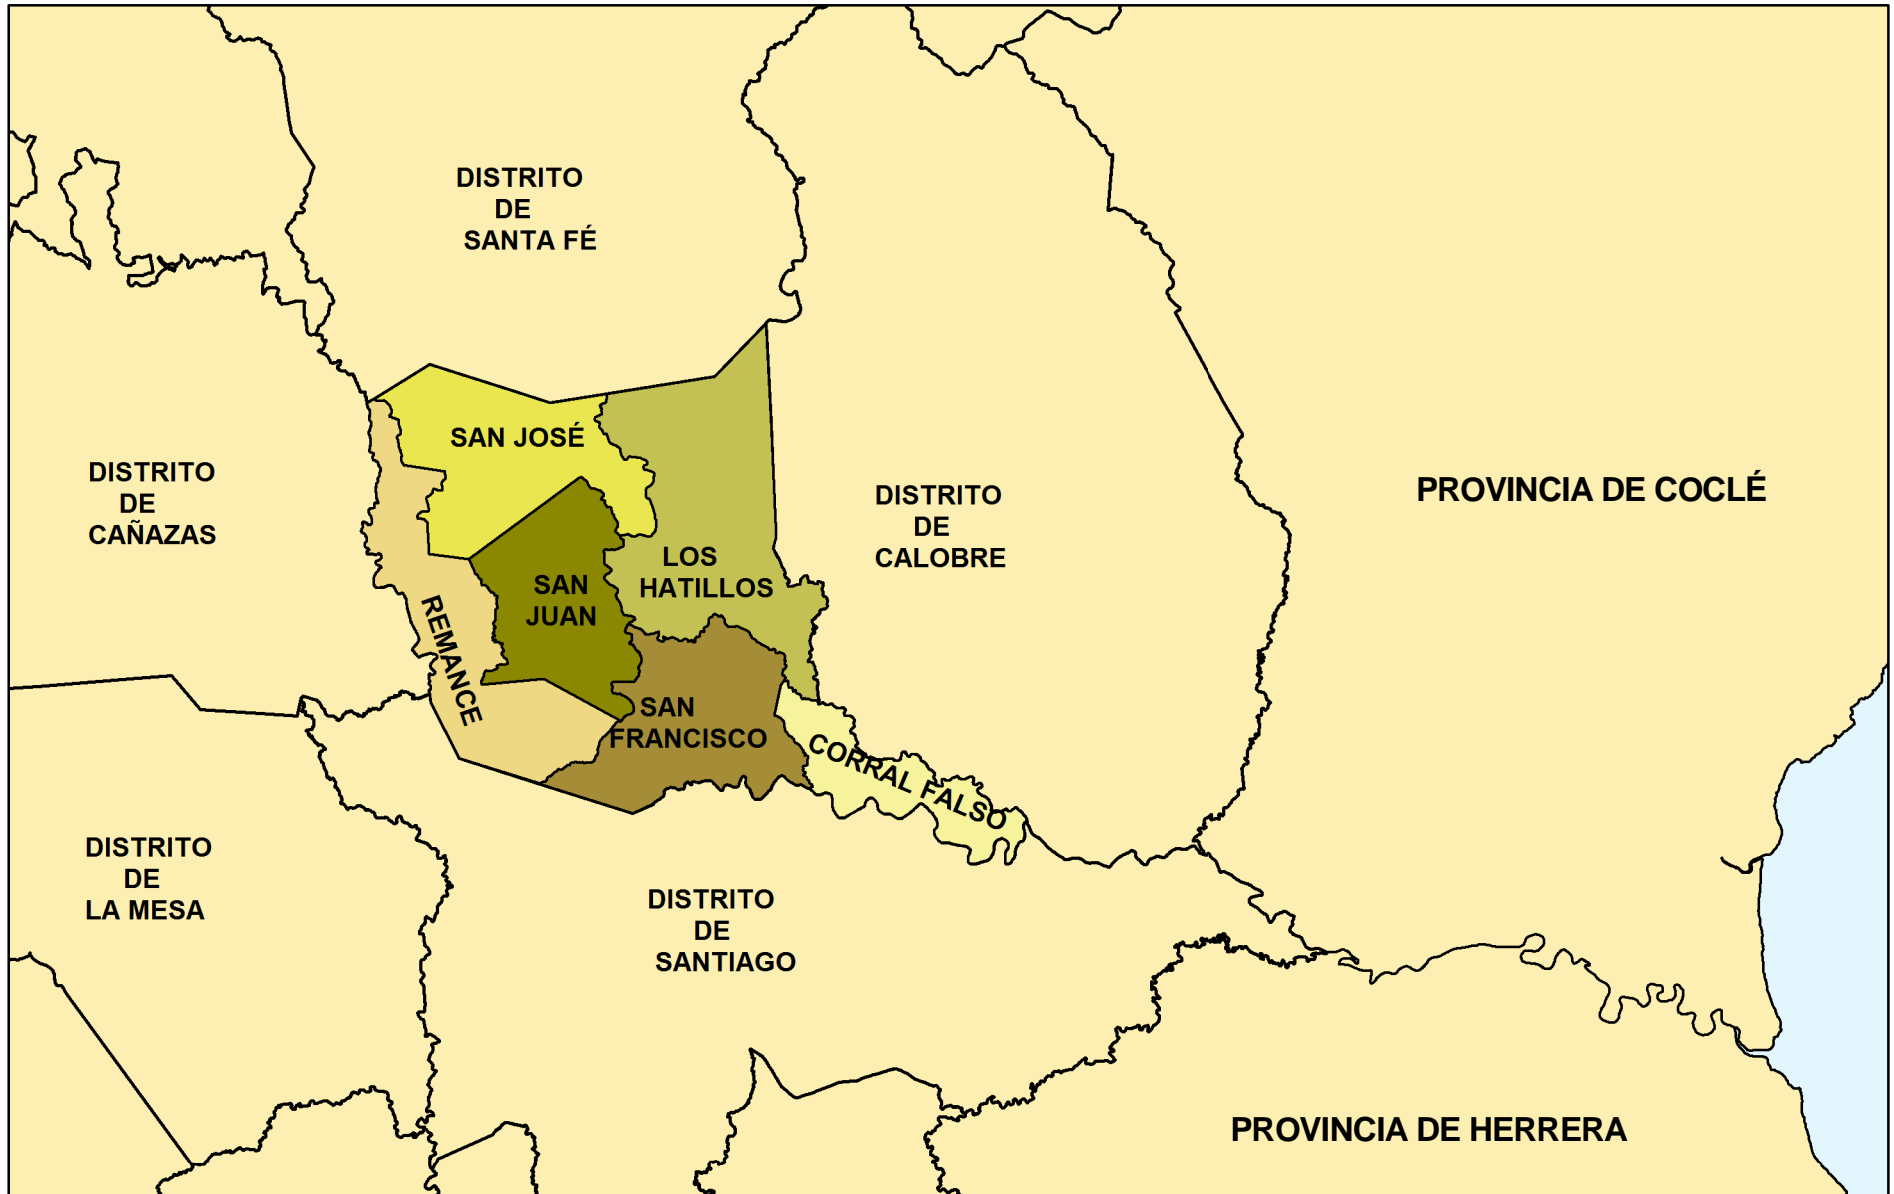 DISTRITO
DE
SANTA FÉ
SAN JOSÉ
DISTRITO
DE
CAÑAZAS
DISTRITO
DE
CALOBRE
PROVINCIA DE COCLÉ
LOS
HATILLOS
SAN
JUAN
REMANCE
SAN
FRANCISCO
CORRAL FALSO
DISTRITO
DE
LA MESA
DISTRITO
DE
SANTIAGO
PROVINCIA DE HERRERA